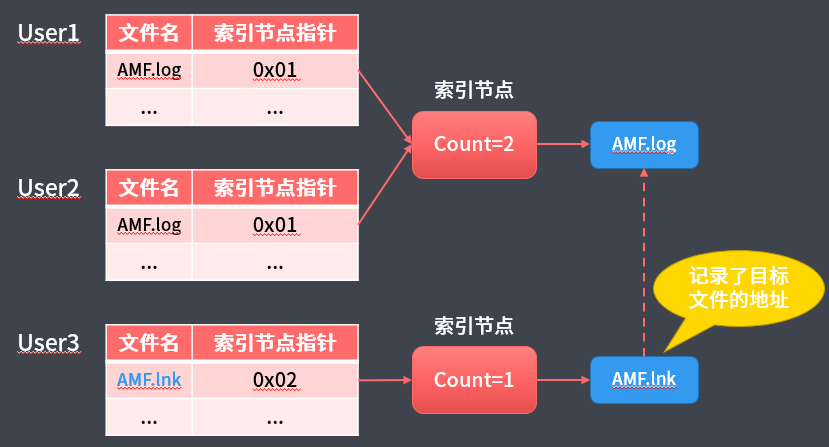 User1
文件名 索引节点指针
AMF.log 0x01
... ...
User2
文件名 索引节点指针
AMF.log 0x01
... ...
User3
文件名 索引节点指针
AMF.lnk 0x02
... ...
索引节点
Count=2
AMF.log
记录了目标
文件的地址
索引节点
Count=1
AMF.lnk